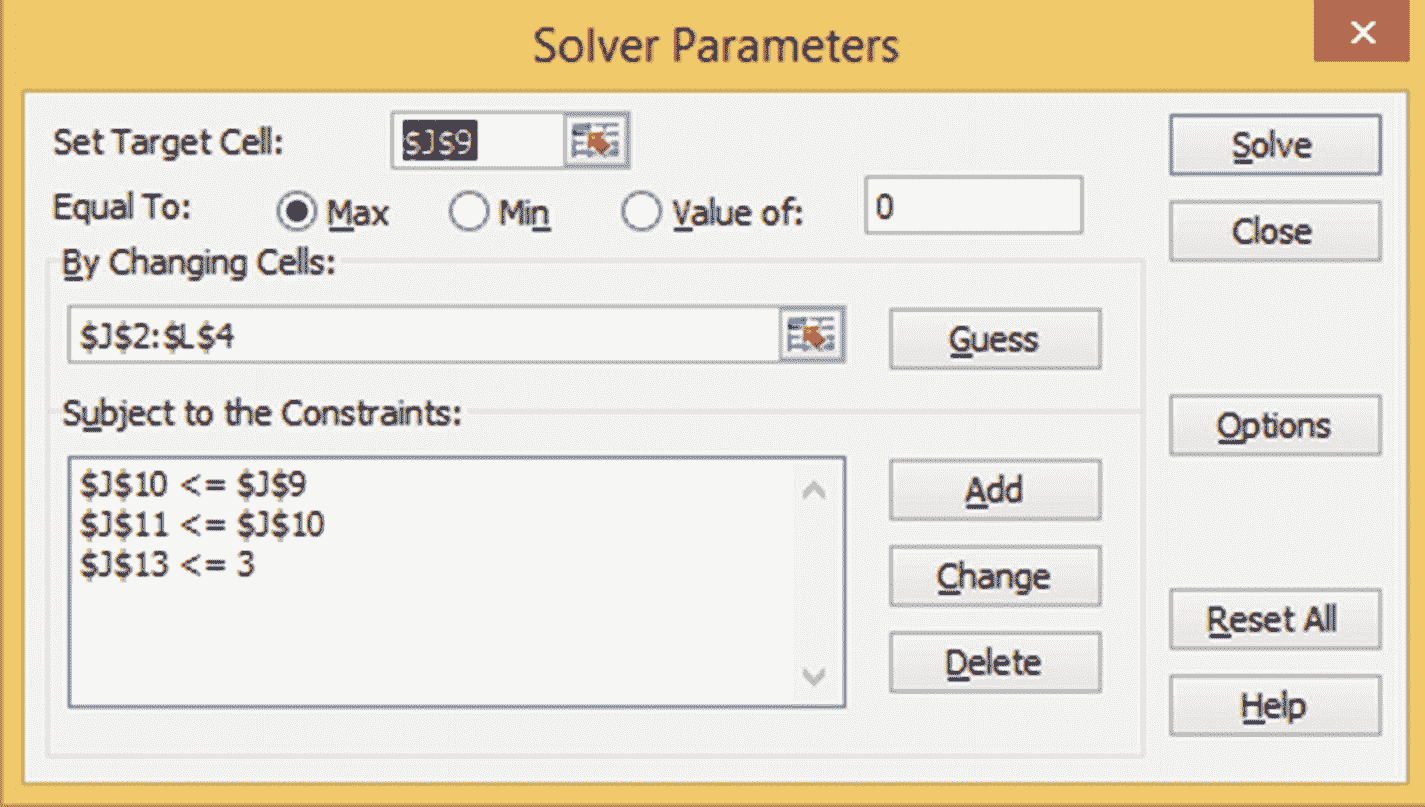 Solver Parameters
Set Target Cell: $J$9
Solve
Equal To: Max Min Value of: 0
Close
By Changing Cells:
$J$2:$L$4
Guess
Subject to the Constraints:
Options
$J$10 <= $J$9
Add
$J$11 <= $J$10
$J$13 <= 3
Change
Reset All
Delete
Help